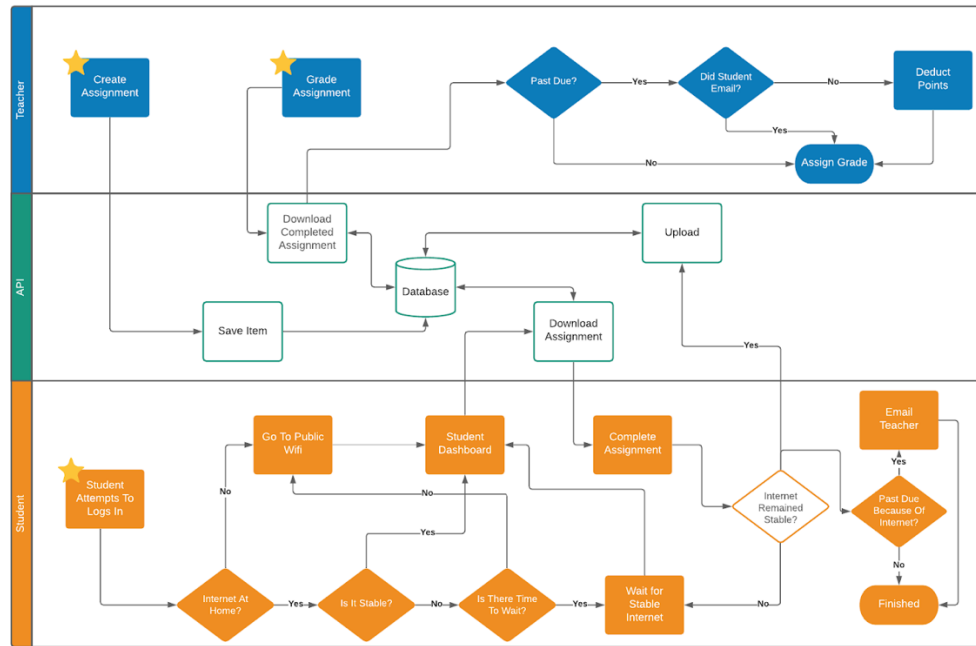 Teacher
Create
Assignment
Grade
Assignment
Past Due?
Yes
Did Student
Email?
No
Deduct
Points
Yes
No
Assign Grade
API
Download
Completed
Assignment
Upload
Database
Save Item
Download
Assignment
Yes
Student
Go To Public
Wifi
Student
Dashboard
Complete
Assignment
Email
Teacher
Yes
Student
Attempts To
Logs In
No
No
Internet
Remained
Stable?
Past Due
Because Of
Internet?
Yes
No
Internet At
Home?
Yes
Is It Stable?
No
Is There Time
To Wait?
Yes
Wait for
Stable
Internet
No
Finished